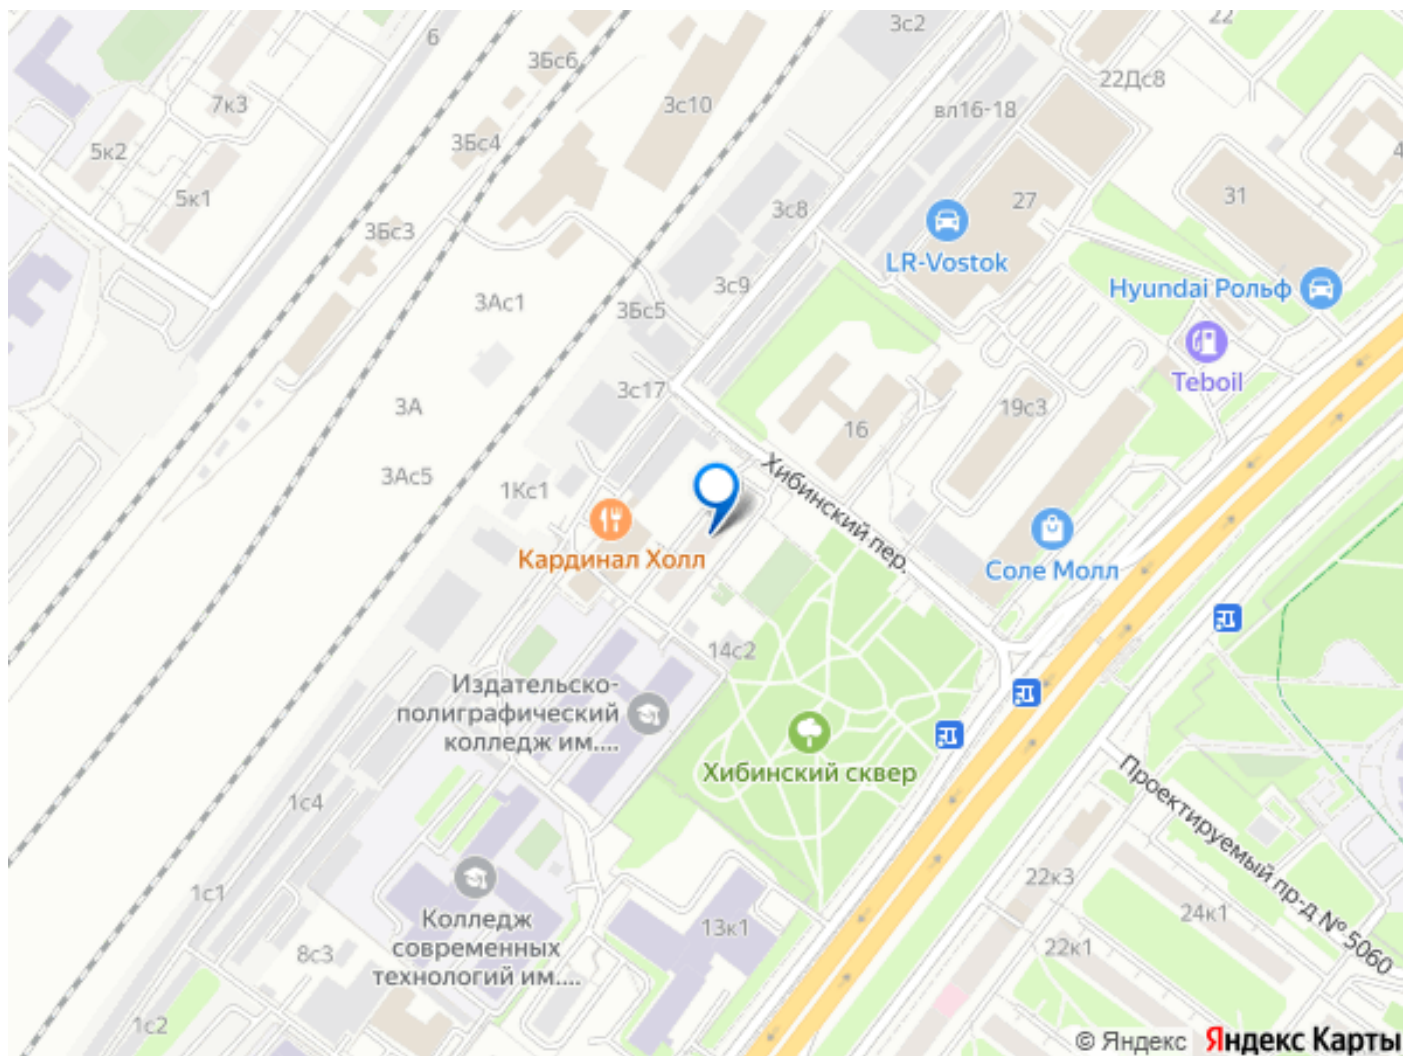 22
3с2
6
3Бс6
22Дс8
7к3
3с10
вл16-18
3Бс4
5к2
4
5к1
31
27
3с8
3Бс3
LR-Vostok
3с9
Hyundai Рольф
3Ас1
3Бс5
Teboil
3с17
3А
19с3
16
3Ас5
1Кс1
Хибинский пер.
Кардинал Холл
Соле Молл
14с2
Издательско-
полиграфический
колледж им....
Хибинский сквер
Проектируемый пр-д № 5060
1с4
22к3
1с1
24к1
Колледж
современных
технологий им....
13к1
22к1
8с3
1с2
© Яндекс Яндекс Карты